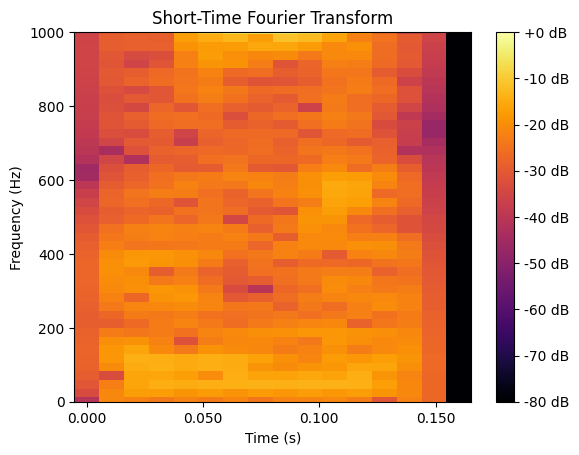 Short-Time Fourier Transform
1000
800
600
400
200
0
Frequency (Hz)
0.000
0.050
0.100
0.150
Time (s)
+0 dB
-10 dB
-20 dB
-30 dB
-40 dB
-50 dB
-60 dB
-70 dB
-80 dB